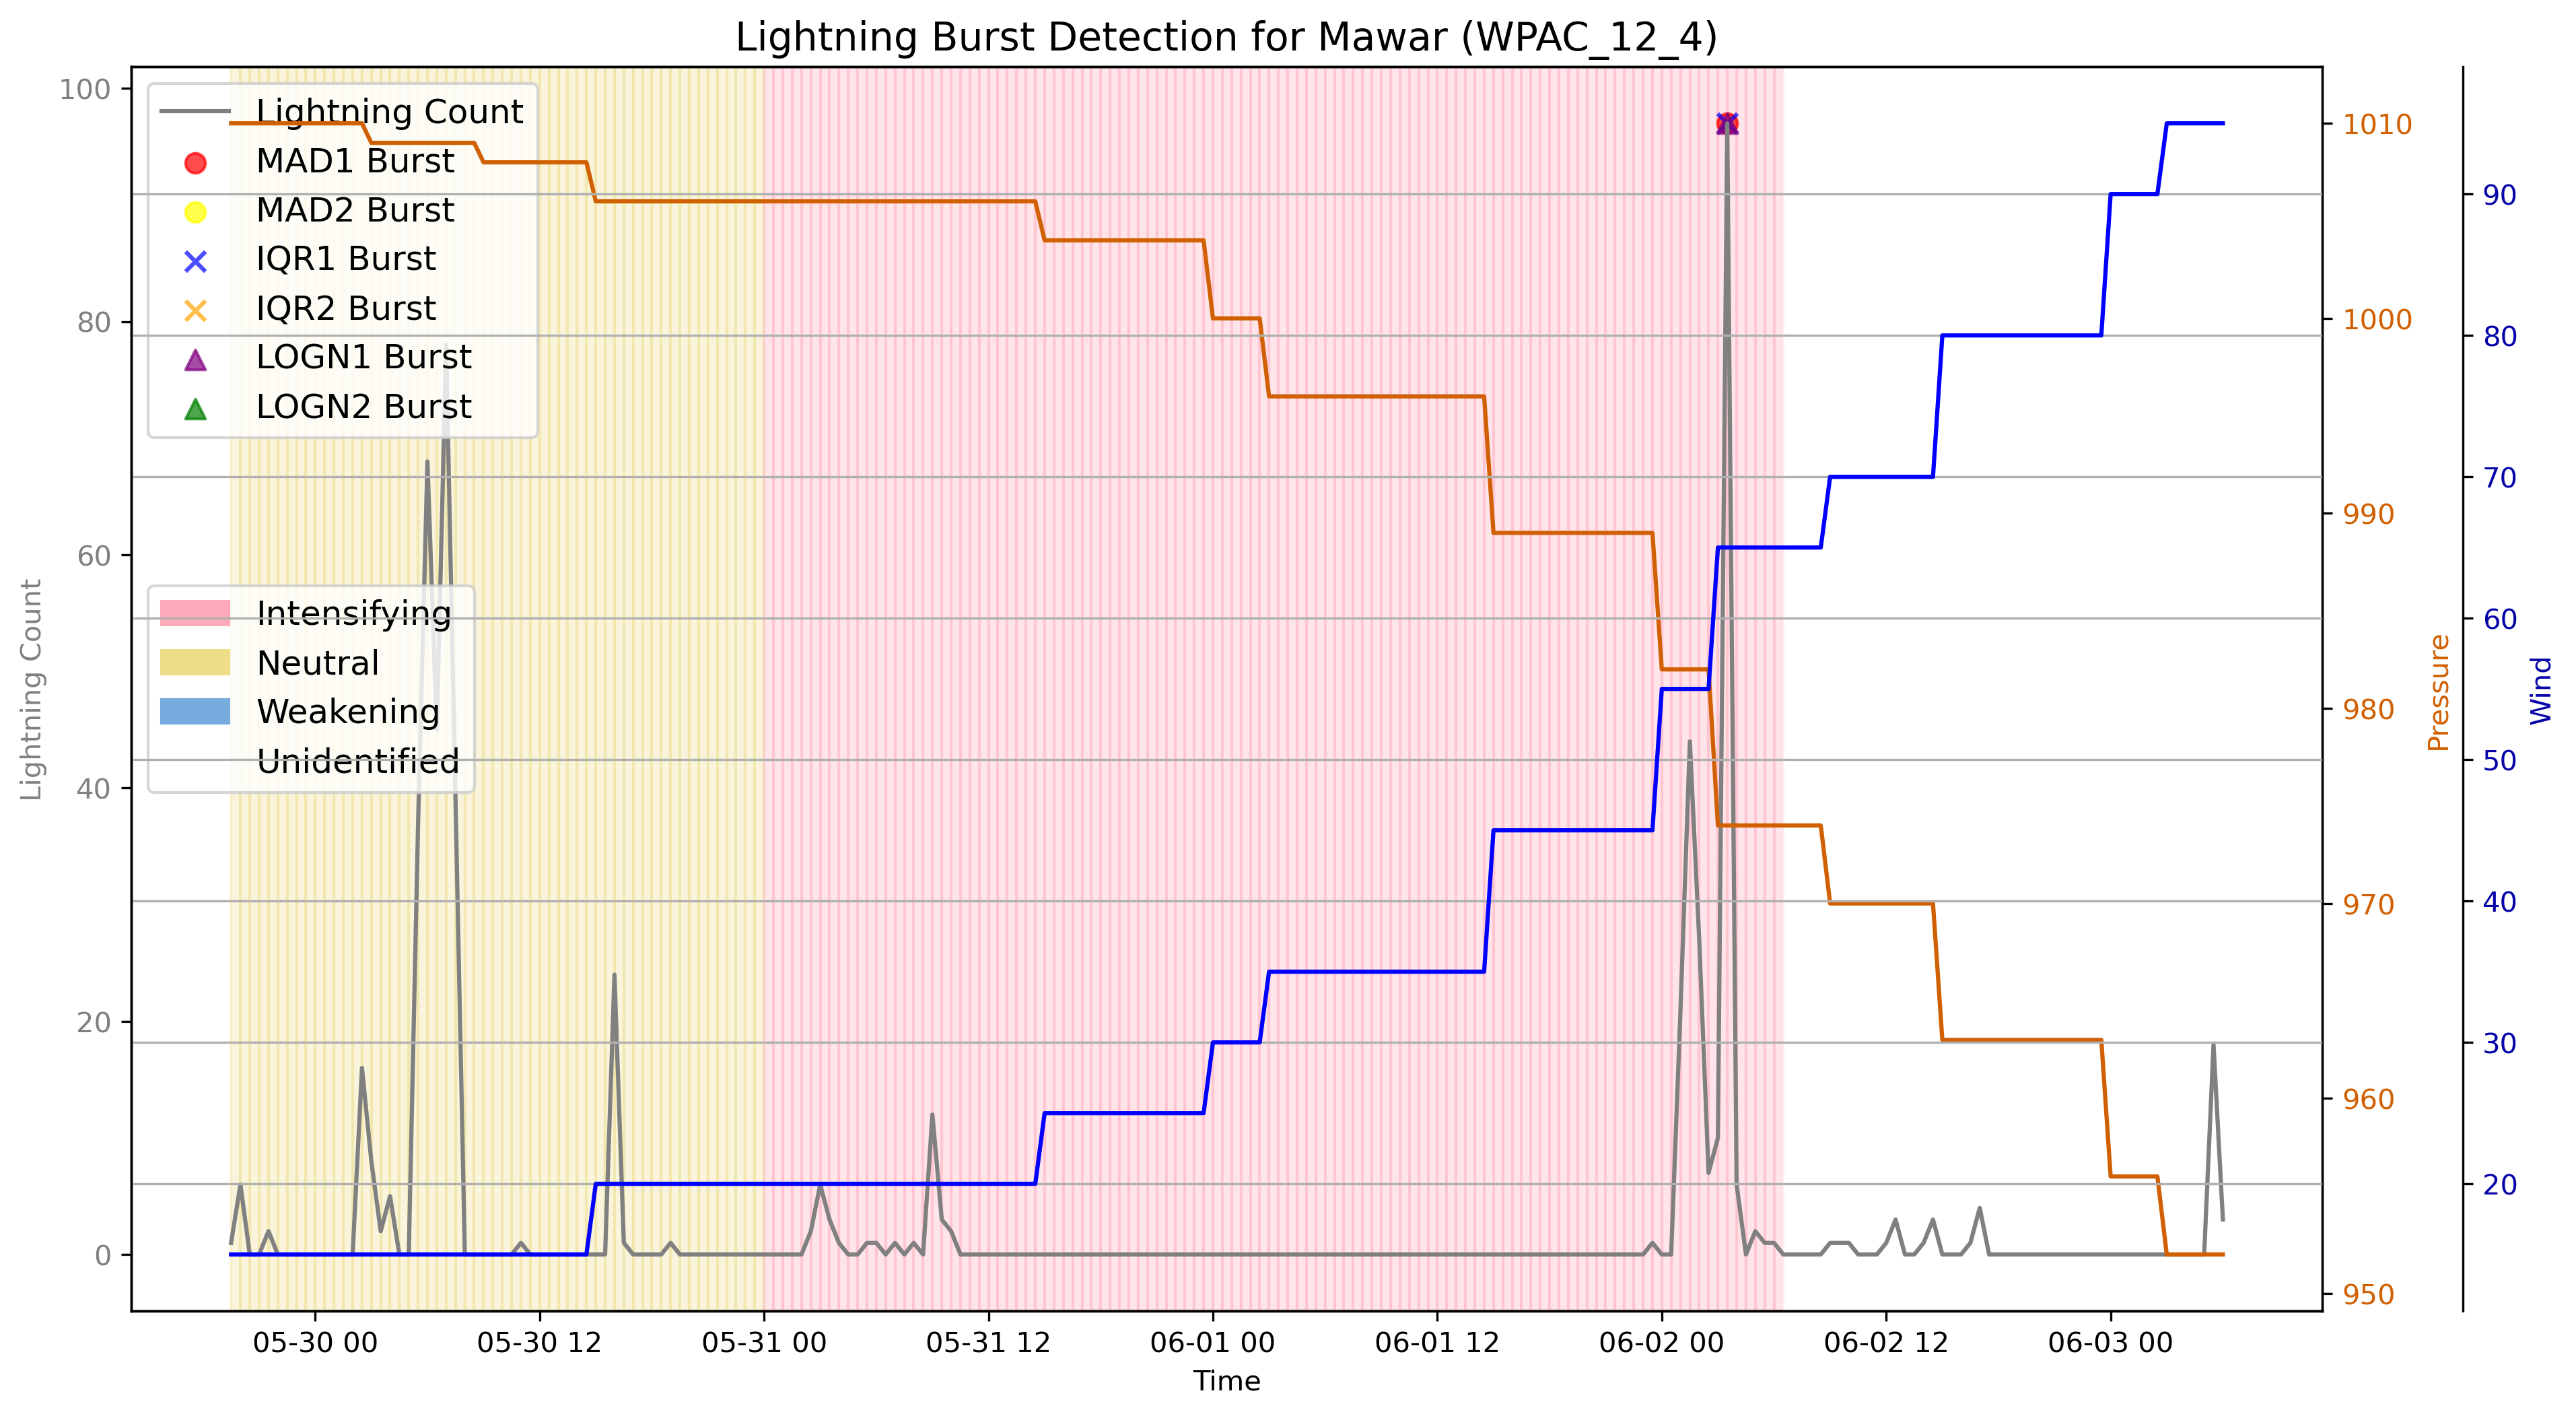 Lightning Burst Detection for Mawar (WPAC_12_4)
Lightning Count
100
80
60
40
20
0
Lightning Count
MAD1 Burst
MAD2 Burst
IQR1 Burst
IQR2 Burst
LOGN1 Burst
LOGN2 Burst
Intensifying
Neutral
Weakening
Unidentified
1010
1000
990
980
970
960
950
Pressure
90
80
70
60
50
40
30
20
Wind
05-30 00 05-30 12 05-31 00 05-31 12 06-01 00 06-01 12 06-02 00 06-02 12 06-03 00
Time